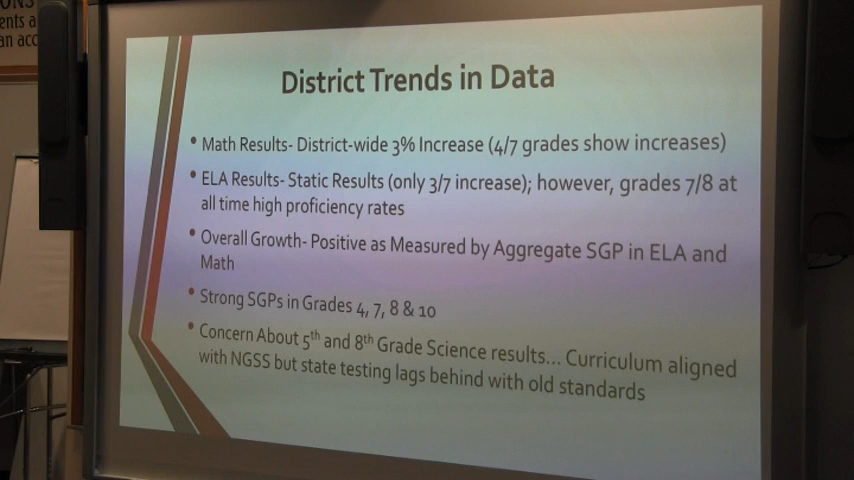 ents a
an acc
District Trends in Data
• Math Results- District-wide 3% Increase (4/7 grades show increases)
• ELA Results- Static Results (only 3/7 increase); however, grades 7/8 at
all time high proficiency rates
• Overall Growth- Positive as Measured by Aggregate SGP in ELA and
Math
• Strong SGPs in Grades 4, 7, 8 & 10
• Concern About 5th and 8th Grade Science results... Curriculum aligned
with NGSS but state testing lags behind with old standards